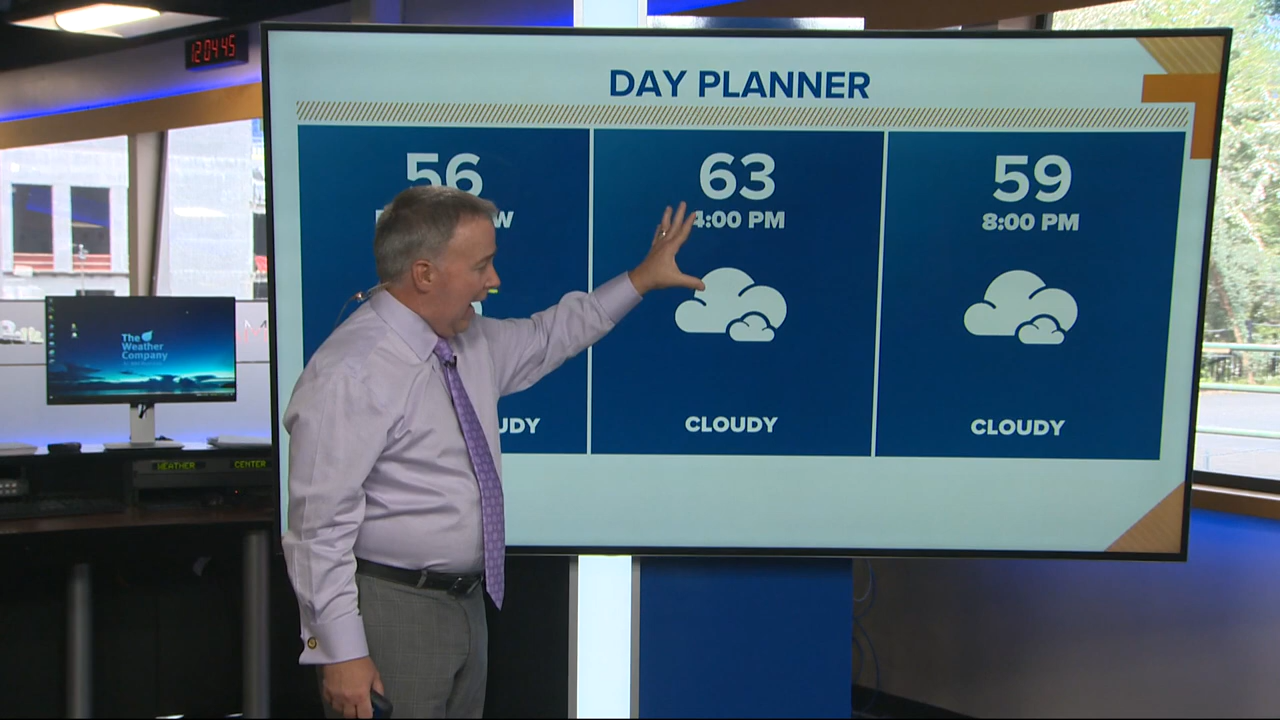 12:04:45
DAY PLANNER
56
63
4:00 PM
CLOUDY
59
8:00 PM
CLOUDY
The
Weather
Company
WEATHER CENTER